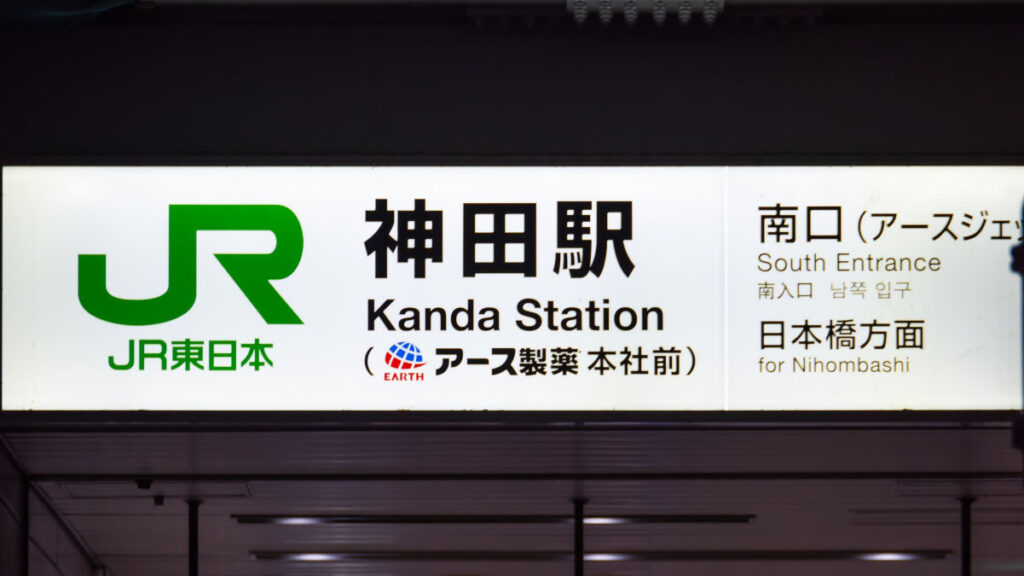 JR
JR東日本
神田駅
Kanda Station
(EARTH アース製薬 本社前)
南口(アースジェ
South Entrance
南入口 남쪽 입구
日本橋方面
for Nihombashi